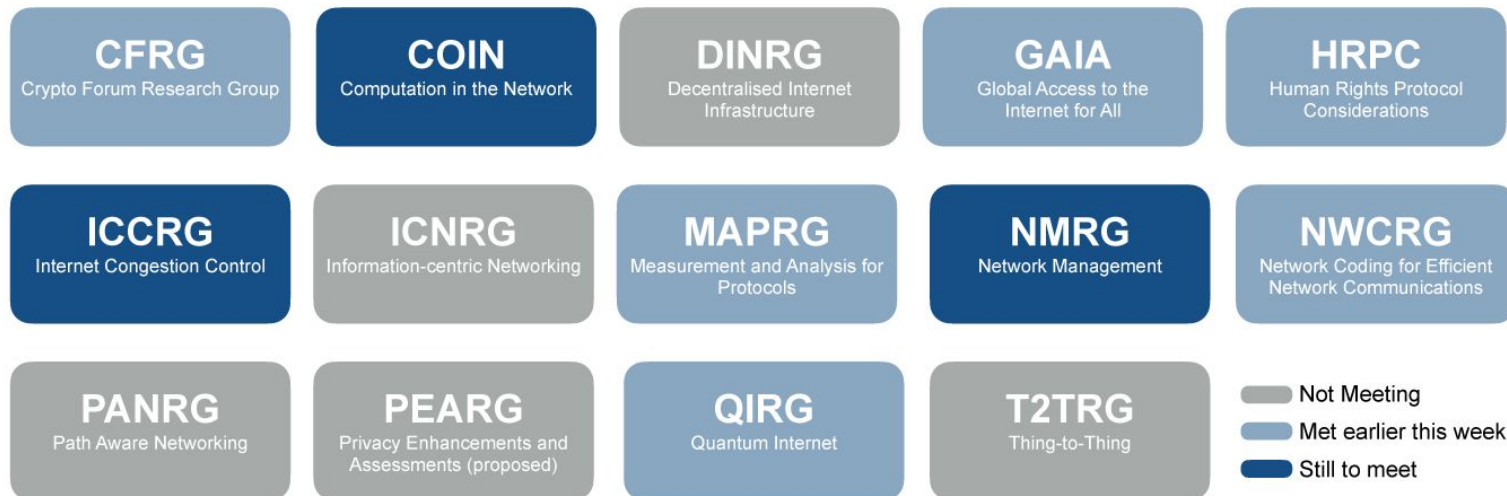 CFRG
Crypto Forum Research Group
COIN
Computation in the Network
DINRG
Decentralised Internet
Infrastructure
GAIA
Global Access to the
Internet for All
HRPC
Human Rights Protocol
Considerations
ICCRG
Internet Congestion Control
ICNRG
Information-centric Networking
MAPRG
Measurement and Analysis for
Protocols
NMRG
Network Management
NWCRG
Network Coding for Efficient
Network Communications
PANRG
Path Aware Networking
PEARG
Privacy Enhancements and
Assessments (proposed)
QIRG
Quantum Internet
T2TRG
Thing-to-Thing
Not Meeting
Met earlier this week
Still to meet